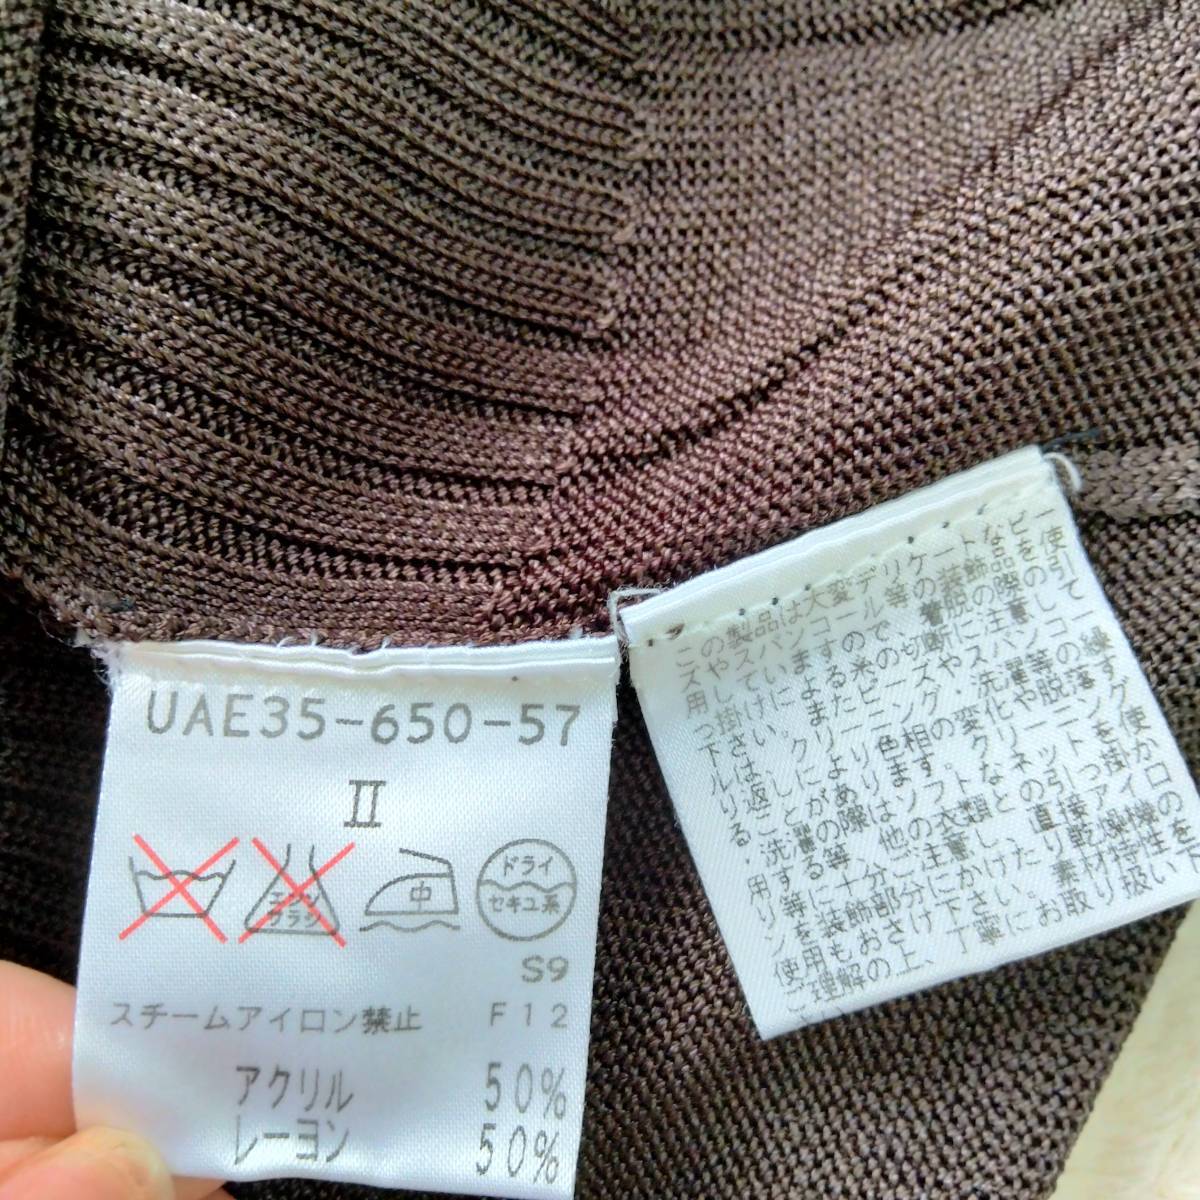 UAE35-650-57
II
エンソ
フラシ
中
ドライ
セキユ系
S9
スチームアイロン禁止 F12
アクリル 50%
レーヨン 50%
この製品は大変デリケートなビー
ズやスパンコール等の装飾品を使
用していますので、着脱の際の引
っ掛けによる糸の切断に注意して
下さい。またビーズやスパンコー
ルは、クリーニング・洗濯等の繰
り返しにより色相の変化や脱落す
ることがあります。クリーニング
・洗濯の際はソフトなネットを使
用する等、他の衣類との引っ掛か
り等に十分ご注意し、直接アイロ
ンを装飾部分にかけたり乾燥機の
使用もおさけ下さい。素材特性を
ご理解の上、丁寧にお取り扱い